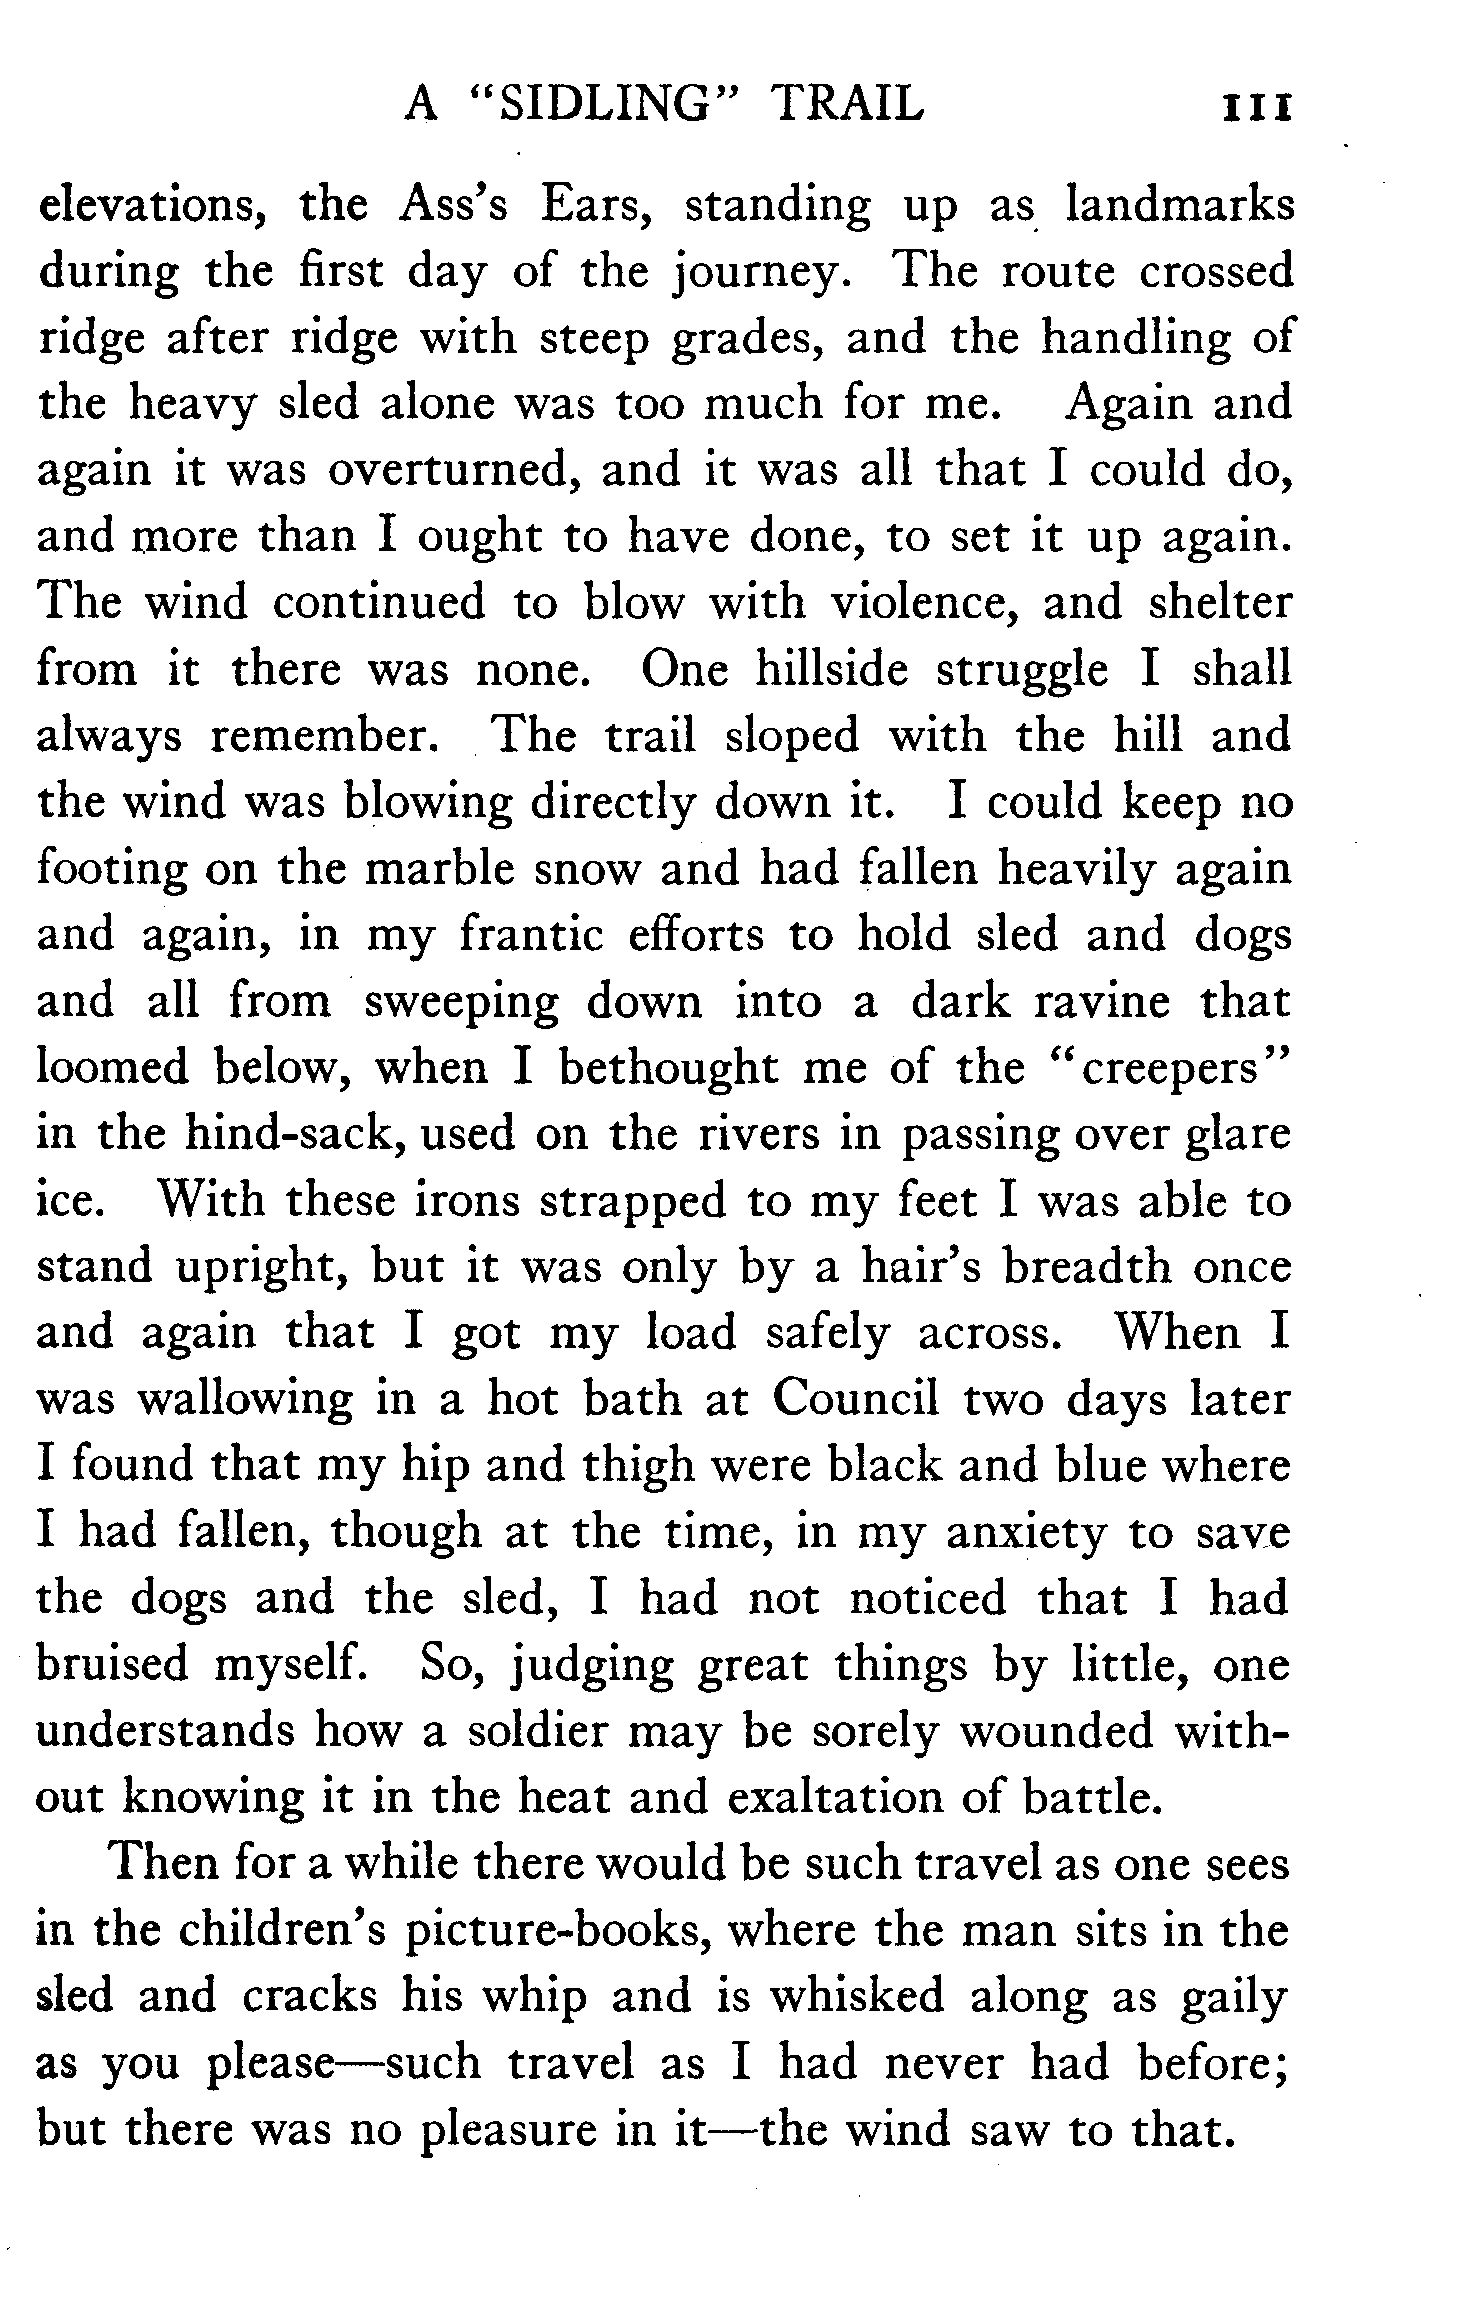 A “SIDLING” TRAIL 111
elevations, the Ass’s Ears, standing up as landmarks
during the first day of the journey. The route crossed
ridge after ridge with steep grades, and the handling of
the heavy sled alone was too much for me. Again and
again it was overturned, and it was all that I could do,
and more than I ought to have done, to set it up again.
The wind continued to blow with violence, and shelter
from it there was none. One hillside struggle I shall
always remember. The trail sloped with the hill and
the wind was blowing directly down it. I could keep no
footing on the marble snow and had fallen heavily again
and again, in my frantic efforts to hold sled and dogs
and all from sweeping down into a dark ravine that
loomed below, when I bethought me of the “creepers”
in the hind-sack, used on the rivers in passing over glare
ice. With these irons strapped to my feet I was able to
stand upright, but it was only by a hair’s breadth once
and again that I got my load safely across. When I
was wallowing in a hot bath at Council two days later
I found that my hip and thigh were black and blue where
I had fallen, though at the time, in my anxiety to save
the dogs and the sled, I had not noticed that I had
bruised myself. So, judging great things by little, one
understands how a soldier may be sorely wounded with-
out knowing it in the heat and exaltation of battle.
Then for a while there would be such travel as one sees
in the children’s picture-books, where the man sits in the
sled and cracks his whip and is whisked along as gaily
as you please—such travel as I had never had before;
but there was no pleasure in it—the wind saw to that.